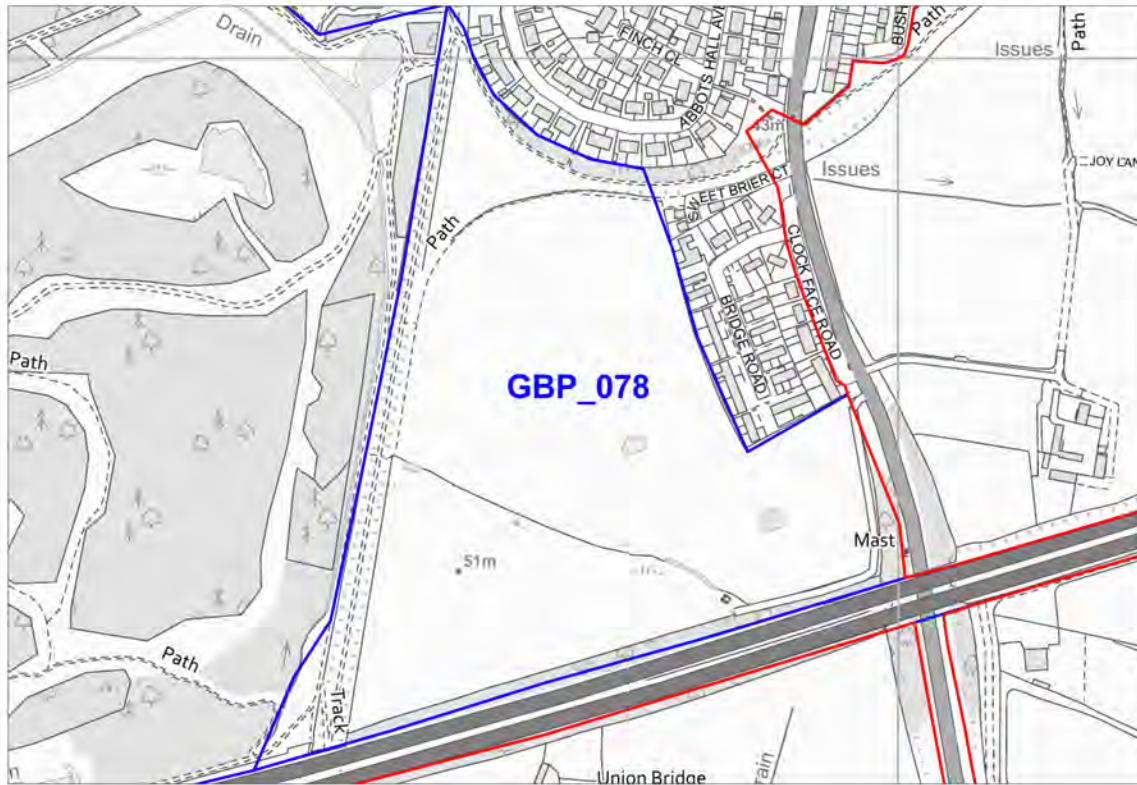 Drain
FINCH CL
ABBOTS HALL AVE
BUSH
Path
Path
Issues
43m
Issues
JOY LAN
SWEET BRIER CT
Path
CLOCK FACE ROAD
BRIDGE ROAD
Path
GBP_078
51m
Mast
Path
Track
Union Bridge